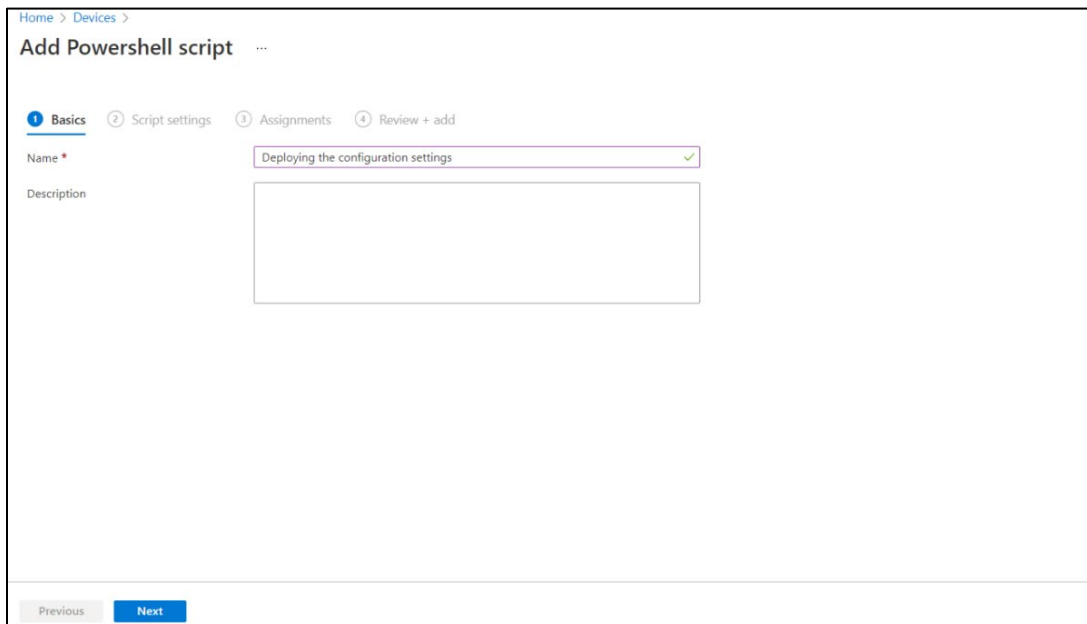 Home > Devices >
Add Powershell script ...
1 Basics 2 Script settings 3 Assignments 4 Review + add
Name * Deploying the configuration settings
Description
Previous Next